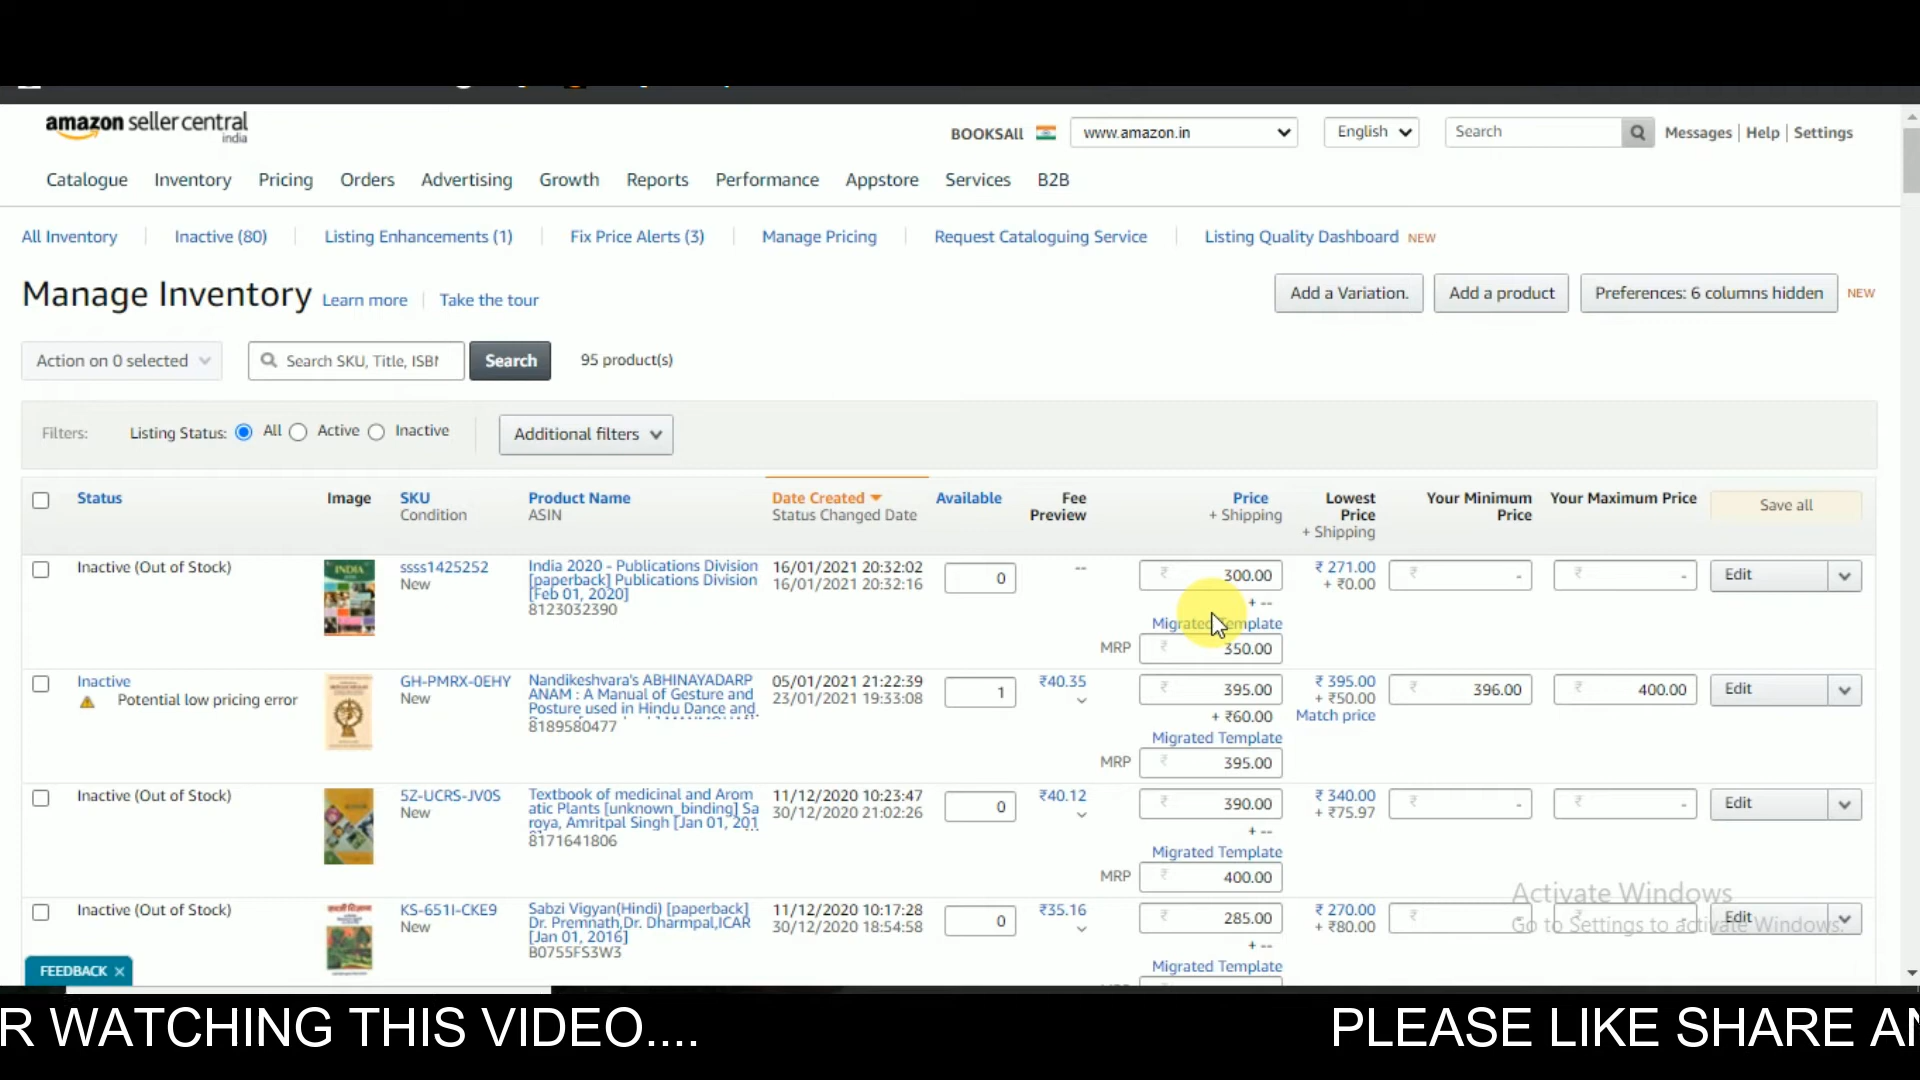 amazon seller central
india
BOOKSAll www.amazon.in English Search Messages Help Settings
Catalogue Inventory Pricing Orders Advertising Growth Reports Performance Appstore Services B2B
All Inventory Inactive (80) Listing Enhancements (1) Fix Price Alerts (3) Manage Pricing Request Cataloguing Service Listing Quality Dashboard NEW
Manage Inventory Learn more Take the tour Add a Variation. Add a product Preferences: 6 columns hidden NEW
Action on 0 selected Search SKU, Title, ISBN Search 95 product(s)
Filters: Listing Status: All Active Inactive Additional filters
Status Image SKU Product Name Date Created Available Fee Price Lowest Your Minimum Your Maximum Price Save all
Condition ASIN Status Changed Date Preview + Shipping Price Price
+ Shipping
Inactive (Out of Stock) ssss1425252 India 2020 - Publications Division 16/01/2021 20:32:02 0 -- ₹ 300.00 ₹ 271.00 ₹ - ₹ - Edit
New [paperback] Publications Division 16/01/2021 20:32:16 + ₹0.00
[Feb 01, 2020] + --
8123032390
Migrated Template
MRP ₹ 350.00
Inactive GH-PMRX-0EHY Nandikeshvara's ABHINAYADARP 05/01/2021 21:22:39 1 ₹40.35 ₹ 395.00 ₹ 395.00 ₹ 396.00 ₹ 400.00 Edit
Potential low pricing error New ANAM : A Manual of Gesture and 23/01/2021 19:33:08 + ₹50.00
Posture used in Hindu Dance and + ₹60.00 Match price
8189580477
Migrated Template
MRP ₹ 395.00
Inactive (Out of Stock) 5Z-UCRS-JV0S Textbook of medicinal and Arom 11/12/2020 10:23:47 0 ₹40.12 ₹ 390.00 ₹ 340.00 ₹ - ₹ - Edit
New atic Plants [unknown_binding] Sa 30/12/2020 21:02:26 + ₹75.97
roya, Amritpal Singh [Jan 01, 201 + --
8171641806
Migrated Template
MRP ₹ 400.00
Inactive (Out of Stock) KS-651I-CKE9 Sabzi Vigyan(Hindi) [paperback] 11/12/2020 10:17:28 0 ₹35.16 ₹ 285.00 ₹ 270.00 ₹ - ₹ - Edit
New Dr. Premnath,Dr. Dharmpal,ICAR 30/12/2020 18:54:58 + ₹80.00
[Jan 01, 2016] + --
B0755FS3W3
Migrated Template
Activate Windows
Go to Settings to activate Windows.
FEEDBACK ×
R WATCHING THIS VIDEO.... PLEASE LIKE SHARE AN